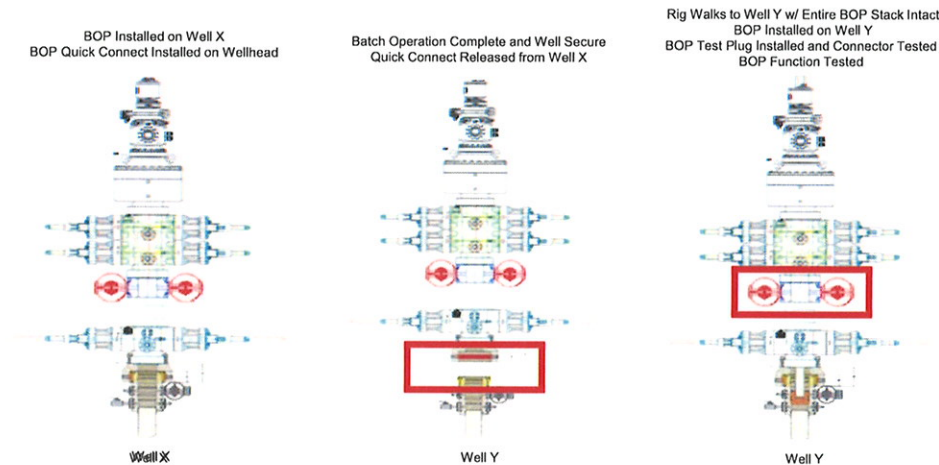 BOP Installed on Well X
BOP Quick Connect Installed on Wellhead
Batch Operation Complete and Well Secure
Quick Connect Released from Well X
Rig Walks to Well Y w/ Entire BOP Stack Intact
BOP Installed on Well Y
BOP Test Plug Installed and Connector Tested
BOP Function Tested
Well X
Well Y
Well Y